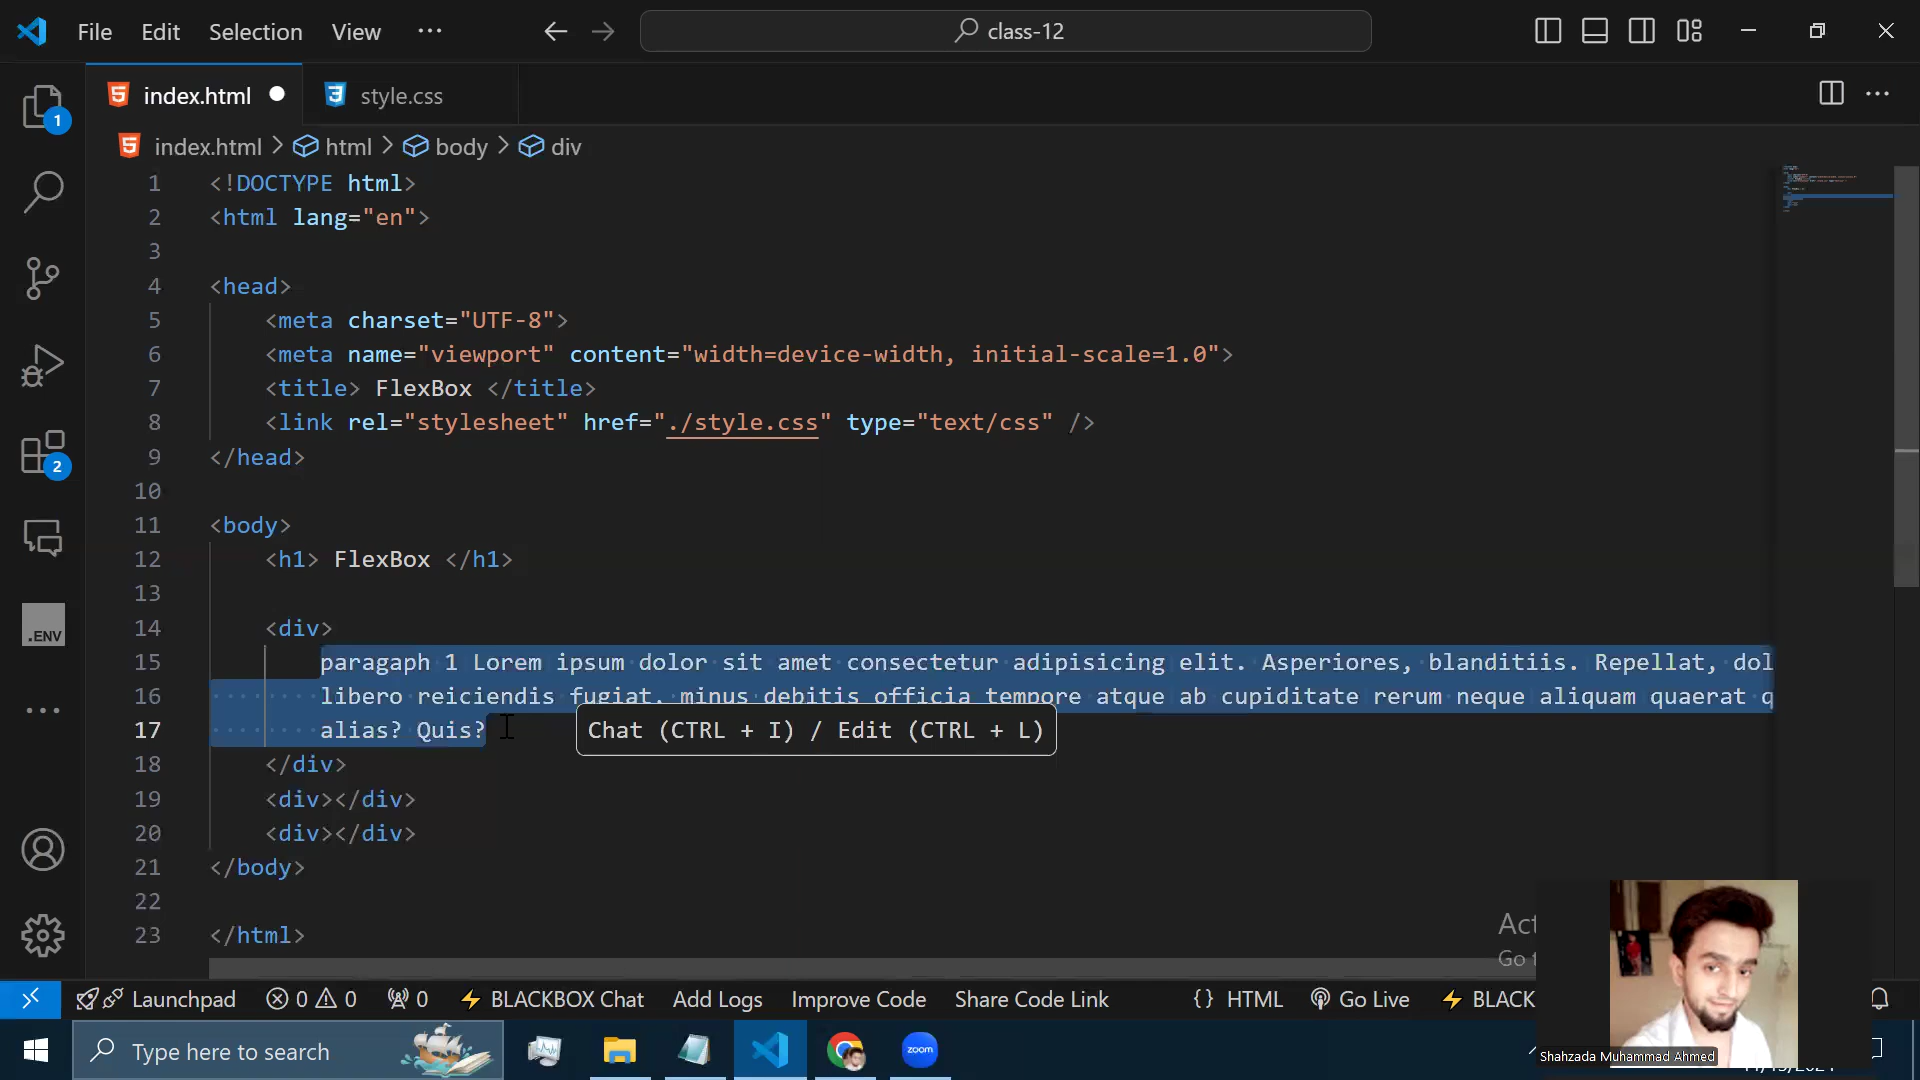 File Edit Selection View ···
class-12
index.html style.css
index.html > html > body > div
1 <!DOCTYPE html>
2 <html lang="en">
3
4 <head>
5 <meta charset="UTF-8">
6 <meta name="viewport" content="width=device-width, initial-scale=1.0">
7 <title> FlexBox </title>
8 <link rel="stylesheet" href="./style.css" type="text/css" />
9 </head>
10
11 <body>
12 <h1> FlexBox </h1>
13
14 <div>
15 paragaph 1 Lorem ipsum dolor sit amet consectetur adipisicing elit. Asperiores, blanditiis. Repellat, dol
16 libero reiciendis fugiat, minus debitis officia tempore atque ab cupiditate rerum neque aliquam quaerat q
17 alias? Quis?
Chat (CTRL + I) / Edit (CTRL + L)
18 </div>
19 <div></div>
20 <div></div>
21 </body>
22
23 </html>
1
2
.ENV
Act
Go t
Launchpad 0 0 0 BLACKBOX Chat Add Logs Improve Code Share Code Link {} HTML Go Live BLACK
Type here to search
zoom
Shahzada Muhammad Ahmed